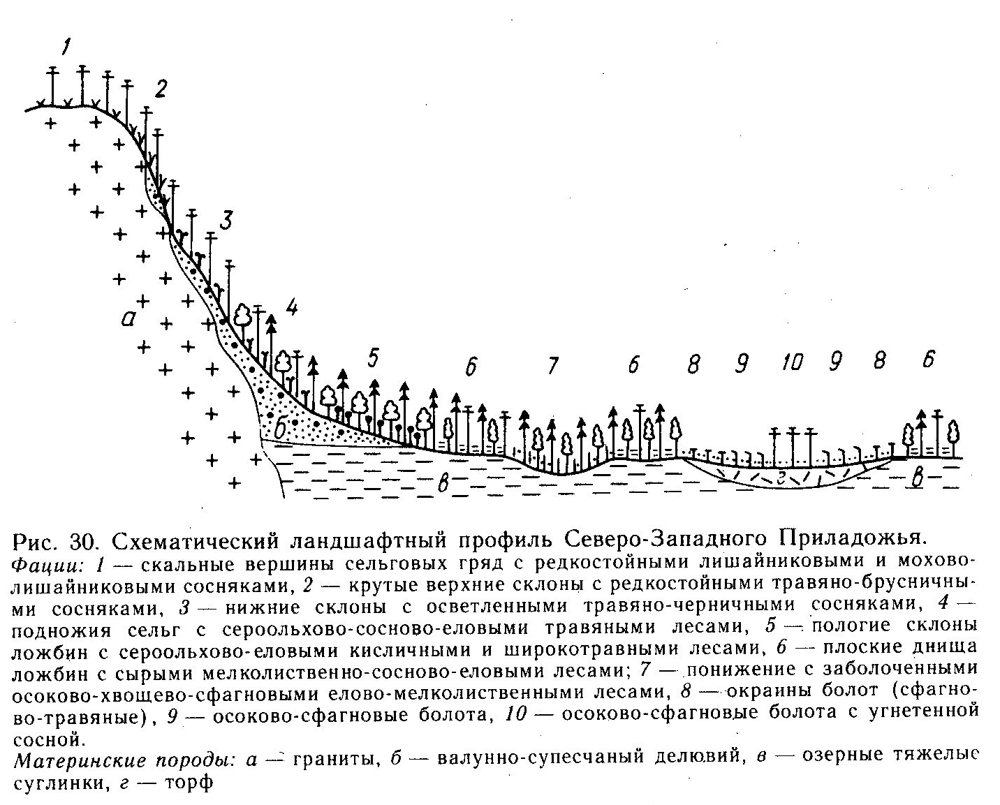 1
2
3
4
5
6
7
6
8
9
10
9
8
6
а
б
в
г
в
Рис. 30. Схематический ландшафтный профиль Северо-Западного Приладожья.
Фации: 1 — скальные вершины сельговых гряд с редкостойными лишайниковыми и мохово-
лишайниковыми сосняками, 2 — крутые верхние склоны с редкостойными травяно-брусничны-
ми сосняками, 3 — нижние склоны с осветленными травяно-черничными сосняками, 4 —
подножия сельг с сероольхово-сосново-еловыми травяными лесами, 5 — пологие склоны
ложбин с сероольхово-еловыми кисличными и широкотравными лесами, 6 — плоские днища
ложбин с сырыми мелколиственно-сосново-еловыми лесами; 7 — понижение с заболоченными
осоково-хвощево-сфагновыми елово-мелколиственными лесами, 8 — окраины болот (сфагно-
во-травяные), 9 — осоково-сфагновые болота, 10 — осоково-сфагновые болота с угнетенной
сосной.
Материнские породы: а — граниты, б — валунно-супесчаный делювий, в — озерные тяжелые
суглинки, г — торф